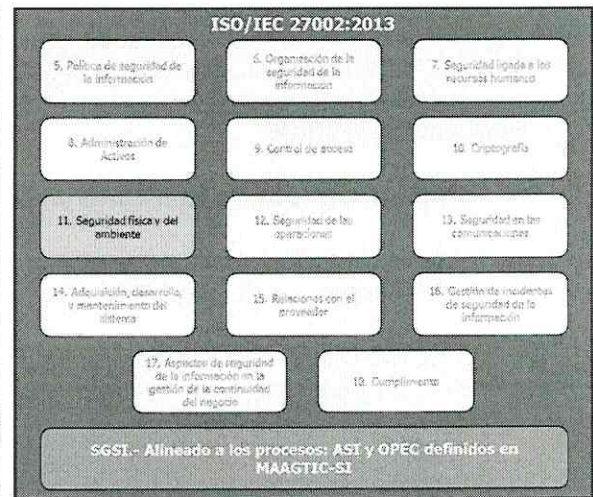 ISO/IEC 27002:2013
5. Política de seguridad de
la información
6. Organización de la
seguridad de la
información
7. Seguridad ligada a los
recursos humanos
8. Administración de
Activos
9. Control de acceso
10. Criptografía
11. Seguridad física y del
ambiente
12. Seguridad de las
operaciones
13. Seguridad en las
comunicaciones
14. Adquisición, desarrollo,
y mantenimiento del
sistema
15. Relaciones con el
proveedor
16. Gestión de incidentes
de seguridad de la
información
17. Aspectos de seguridad
de la información en la
gestión de la continuidad
del negocio
18. Cumplimiento
SGSI.- Alineado a los procesos: ASI y OPEC definidos en
MAAGTIC-SI